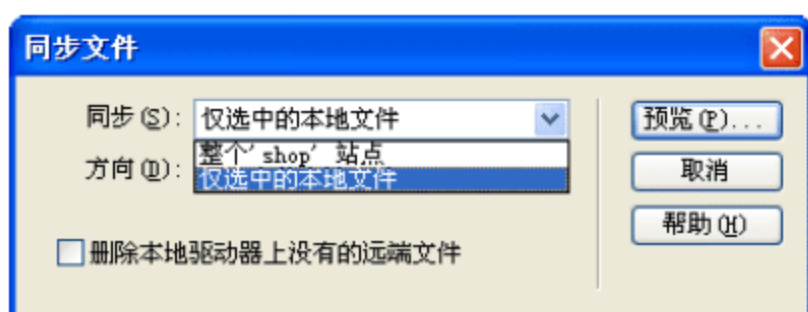 同步文件
同步(S): 仅选中的本地文件 预览(P)...
整个'shop' 站点
方向(D): 仅选中的本地文件 取消
帮助(H)
删除本地驱动器上没有的远端文件